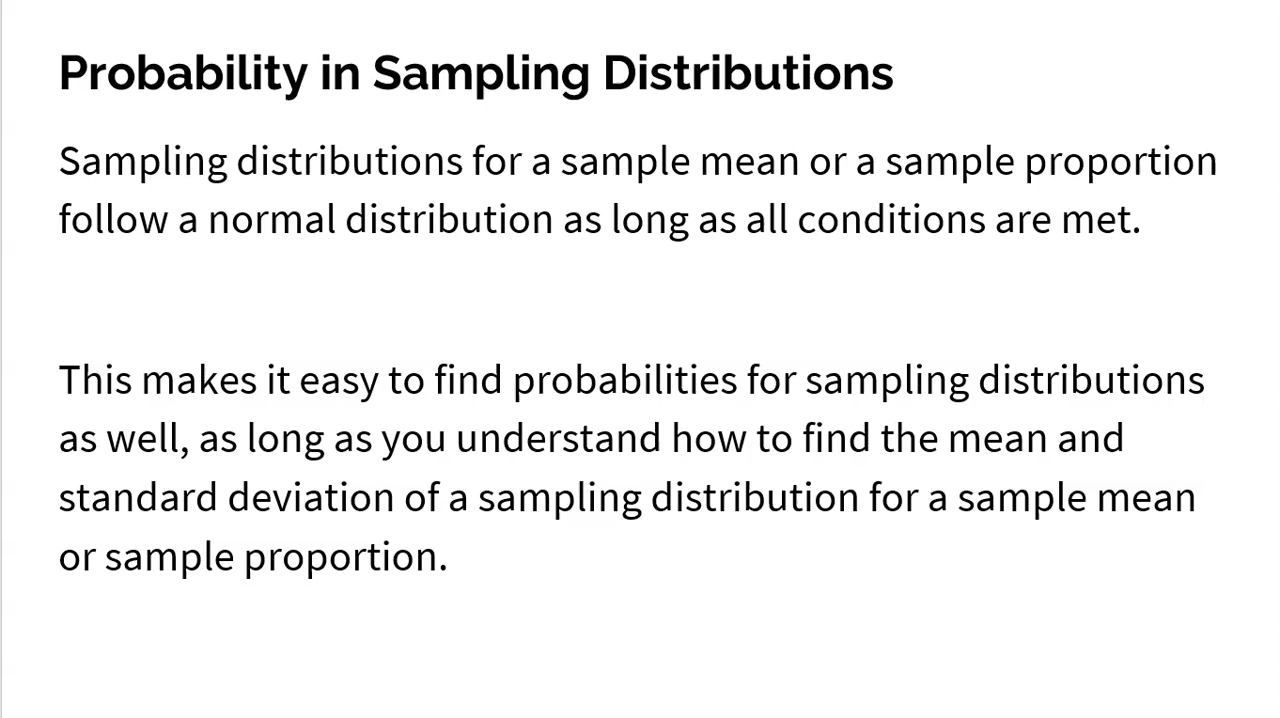 Probability in Sampling Distributions
Sampling distributions for a sample mean or a sample proportion
follow a normal distribution as long as all conditions are met.
This makes it easy to find probabilities for sampling distributions
as well, as long as you understand how to find the mean and
standard deviation of a sampling distribution for a sample mean
or sample proportion.